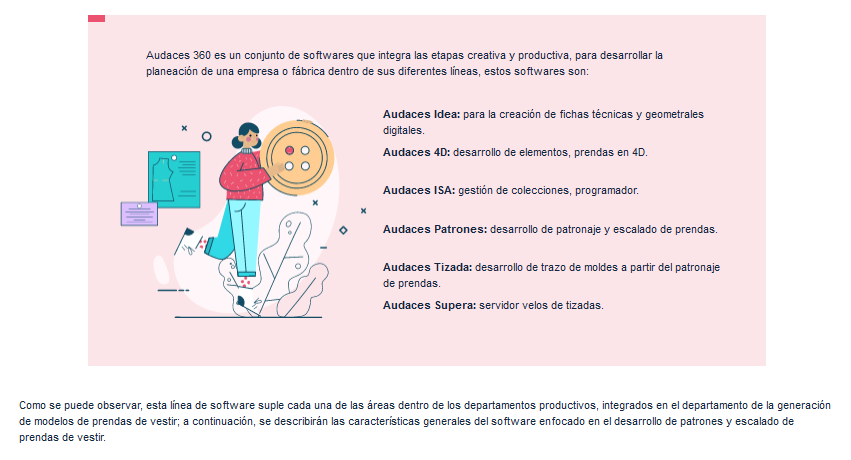 Audaces 360 es un conjunto de softwares que integra las etapas creativa y productiva, para desarrollar la
planeación de una empresa o fábrica dentro de sus diferentes líneas, estos softwares son:
Audaces Idea: para la creación de fichas técnicas y geometrales
digitales.
Audaces 4D: desarrollo de elementos, prendas en 4D.
Audaces ISA: gestión de colecciones, programador.
Audaces Patrones: desarrollo de patronaje y escalado de prendas.
Audaces Tizada: desarrollo de trazo de moldes a partir del patronaje
de prendas.
Audaces Supera: servidor velos de tizadas.
Como se puede observar, esta línea de software suple cada una de las áreas dentro de los departamentos productivos, integrados en el departamento de la generación
de modelos de prendas de vestir; a continuación, se describirán las características generales del software enfocado en el desarrollo de patrones y escalado de
prendas de vestir.